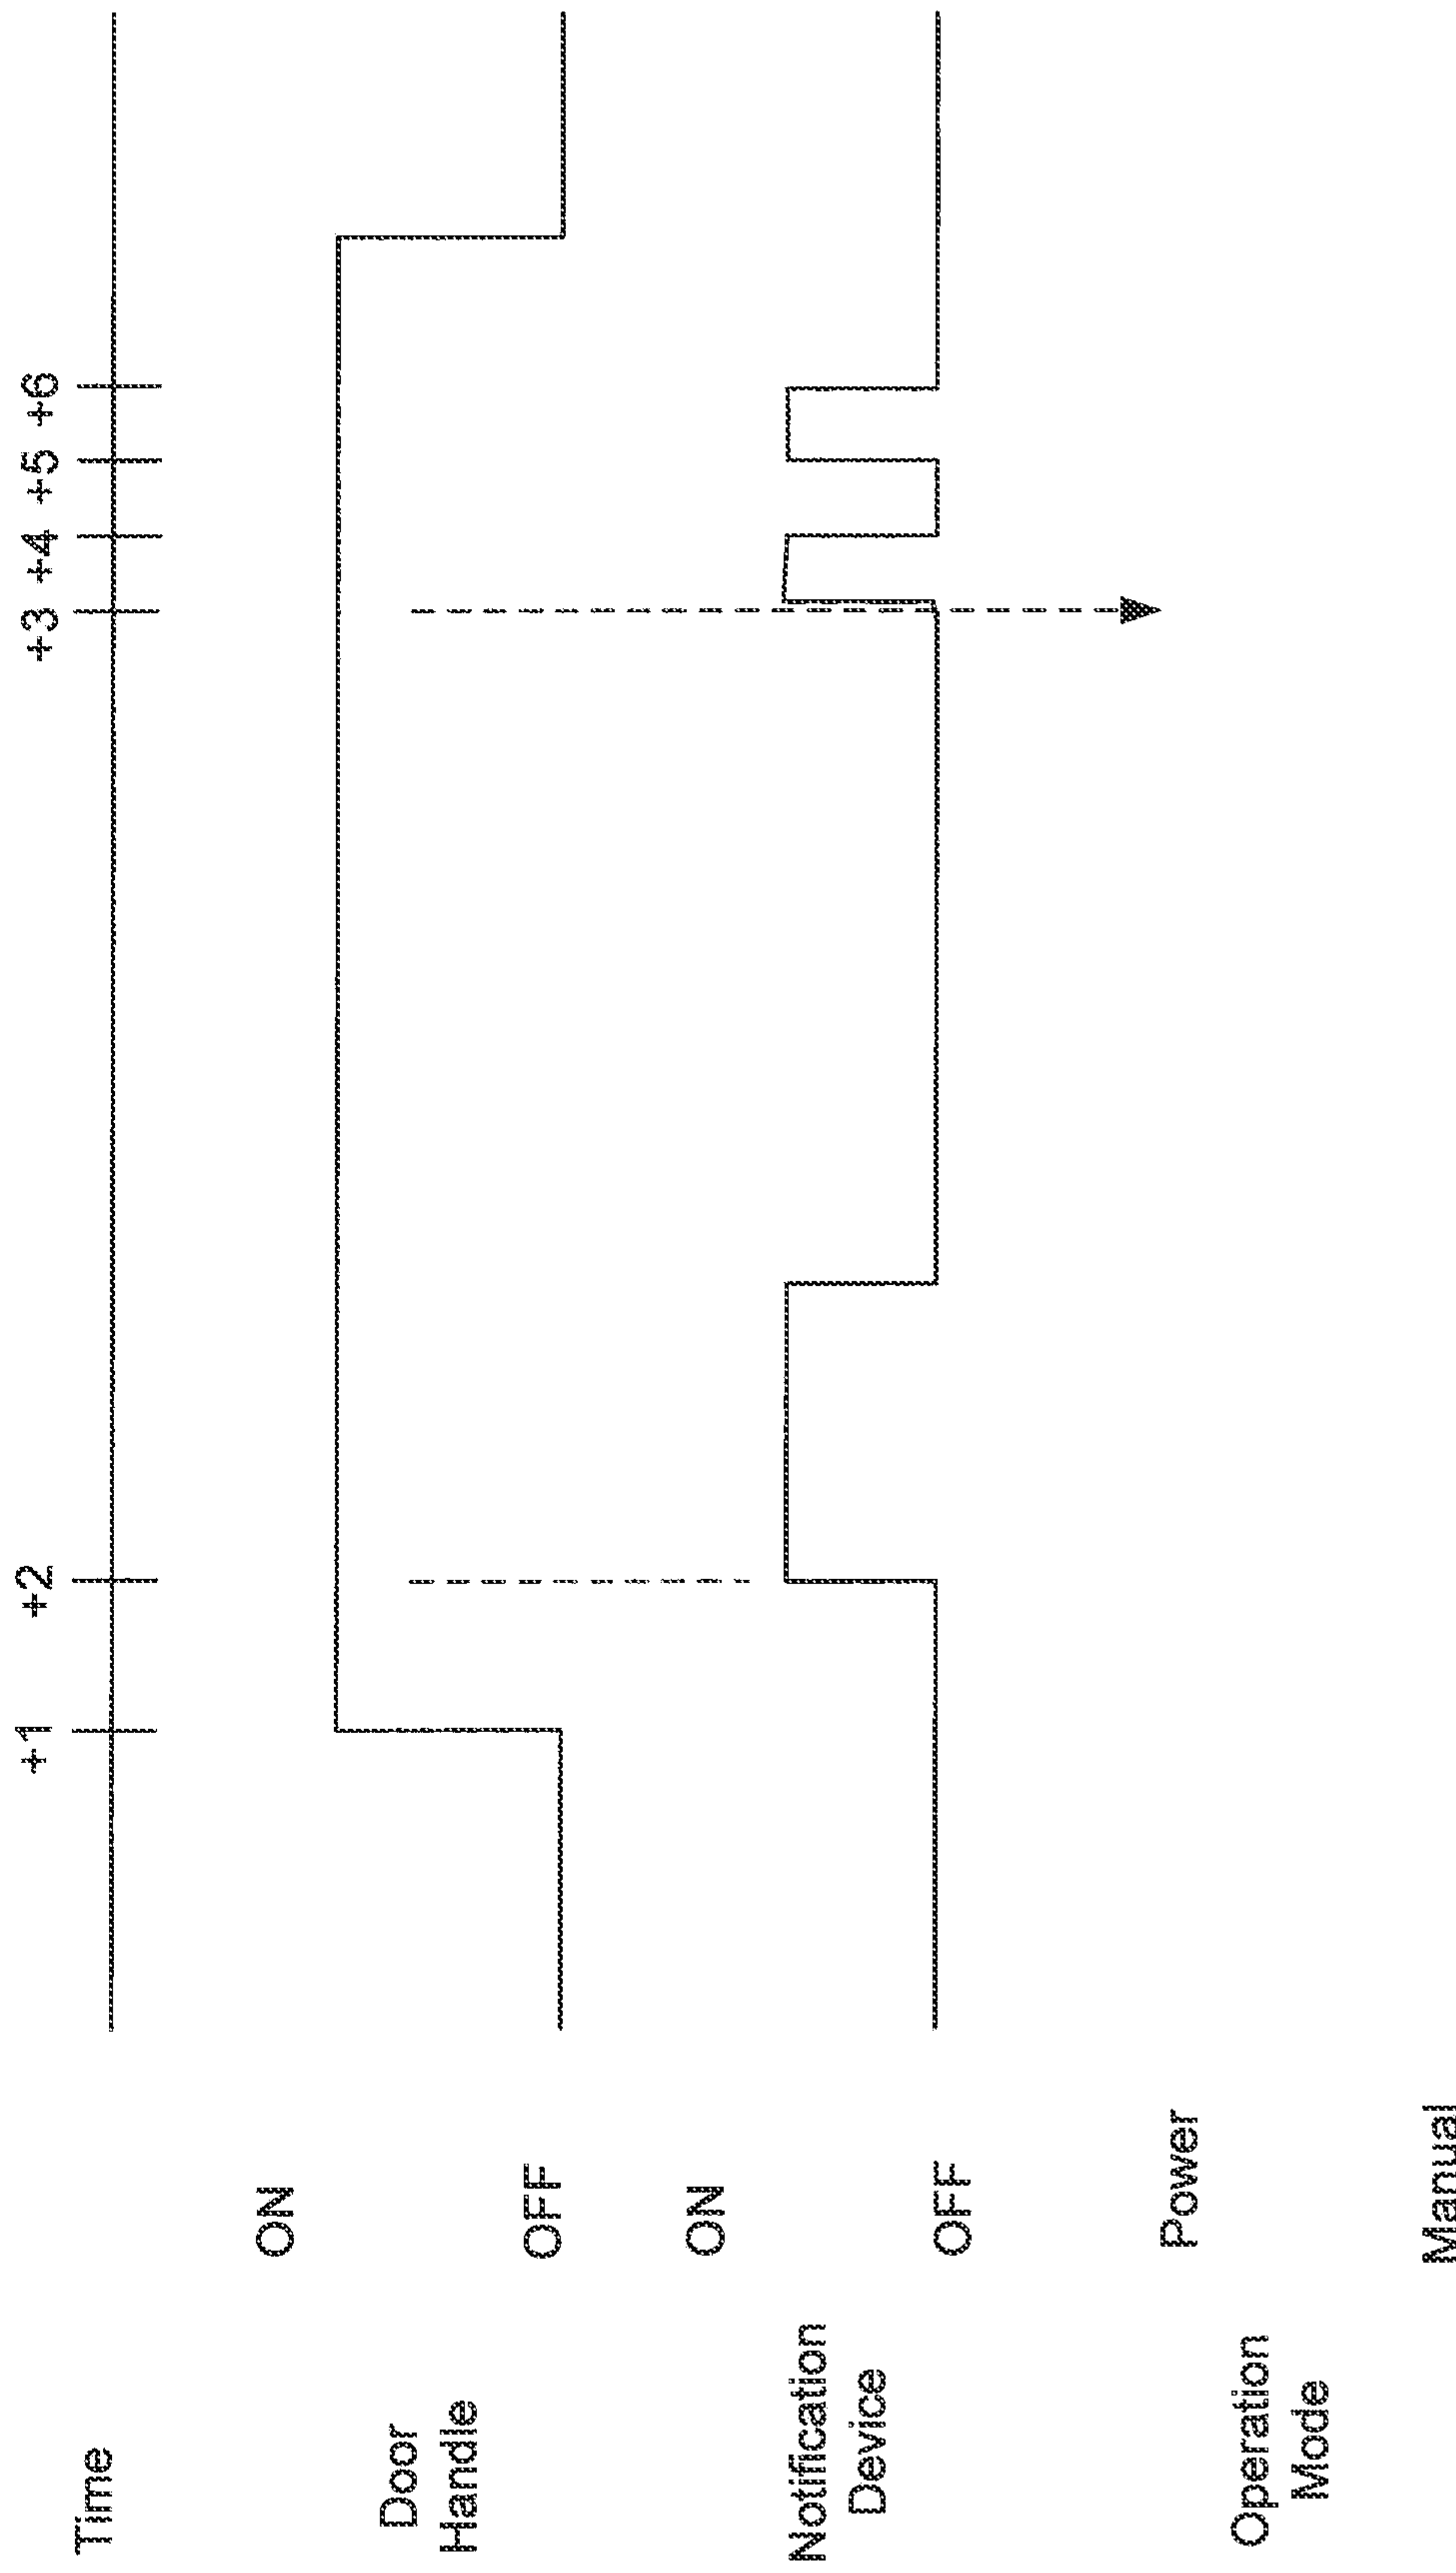 Time
+1
+2
+3
+4
+5
+6
Door
Handle
ON
OFF
Notification
Device
ON
OFF
Operation
Mode
Power
Manual